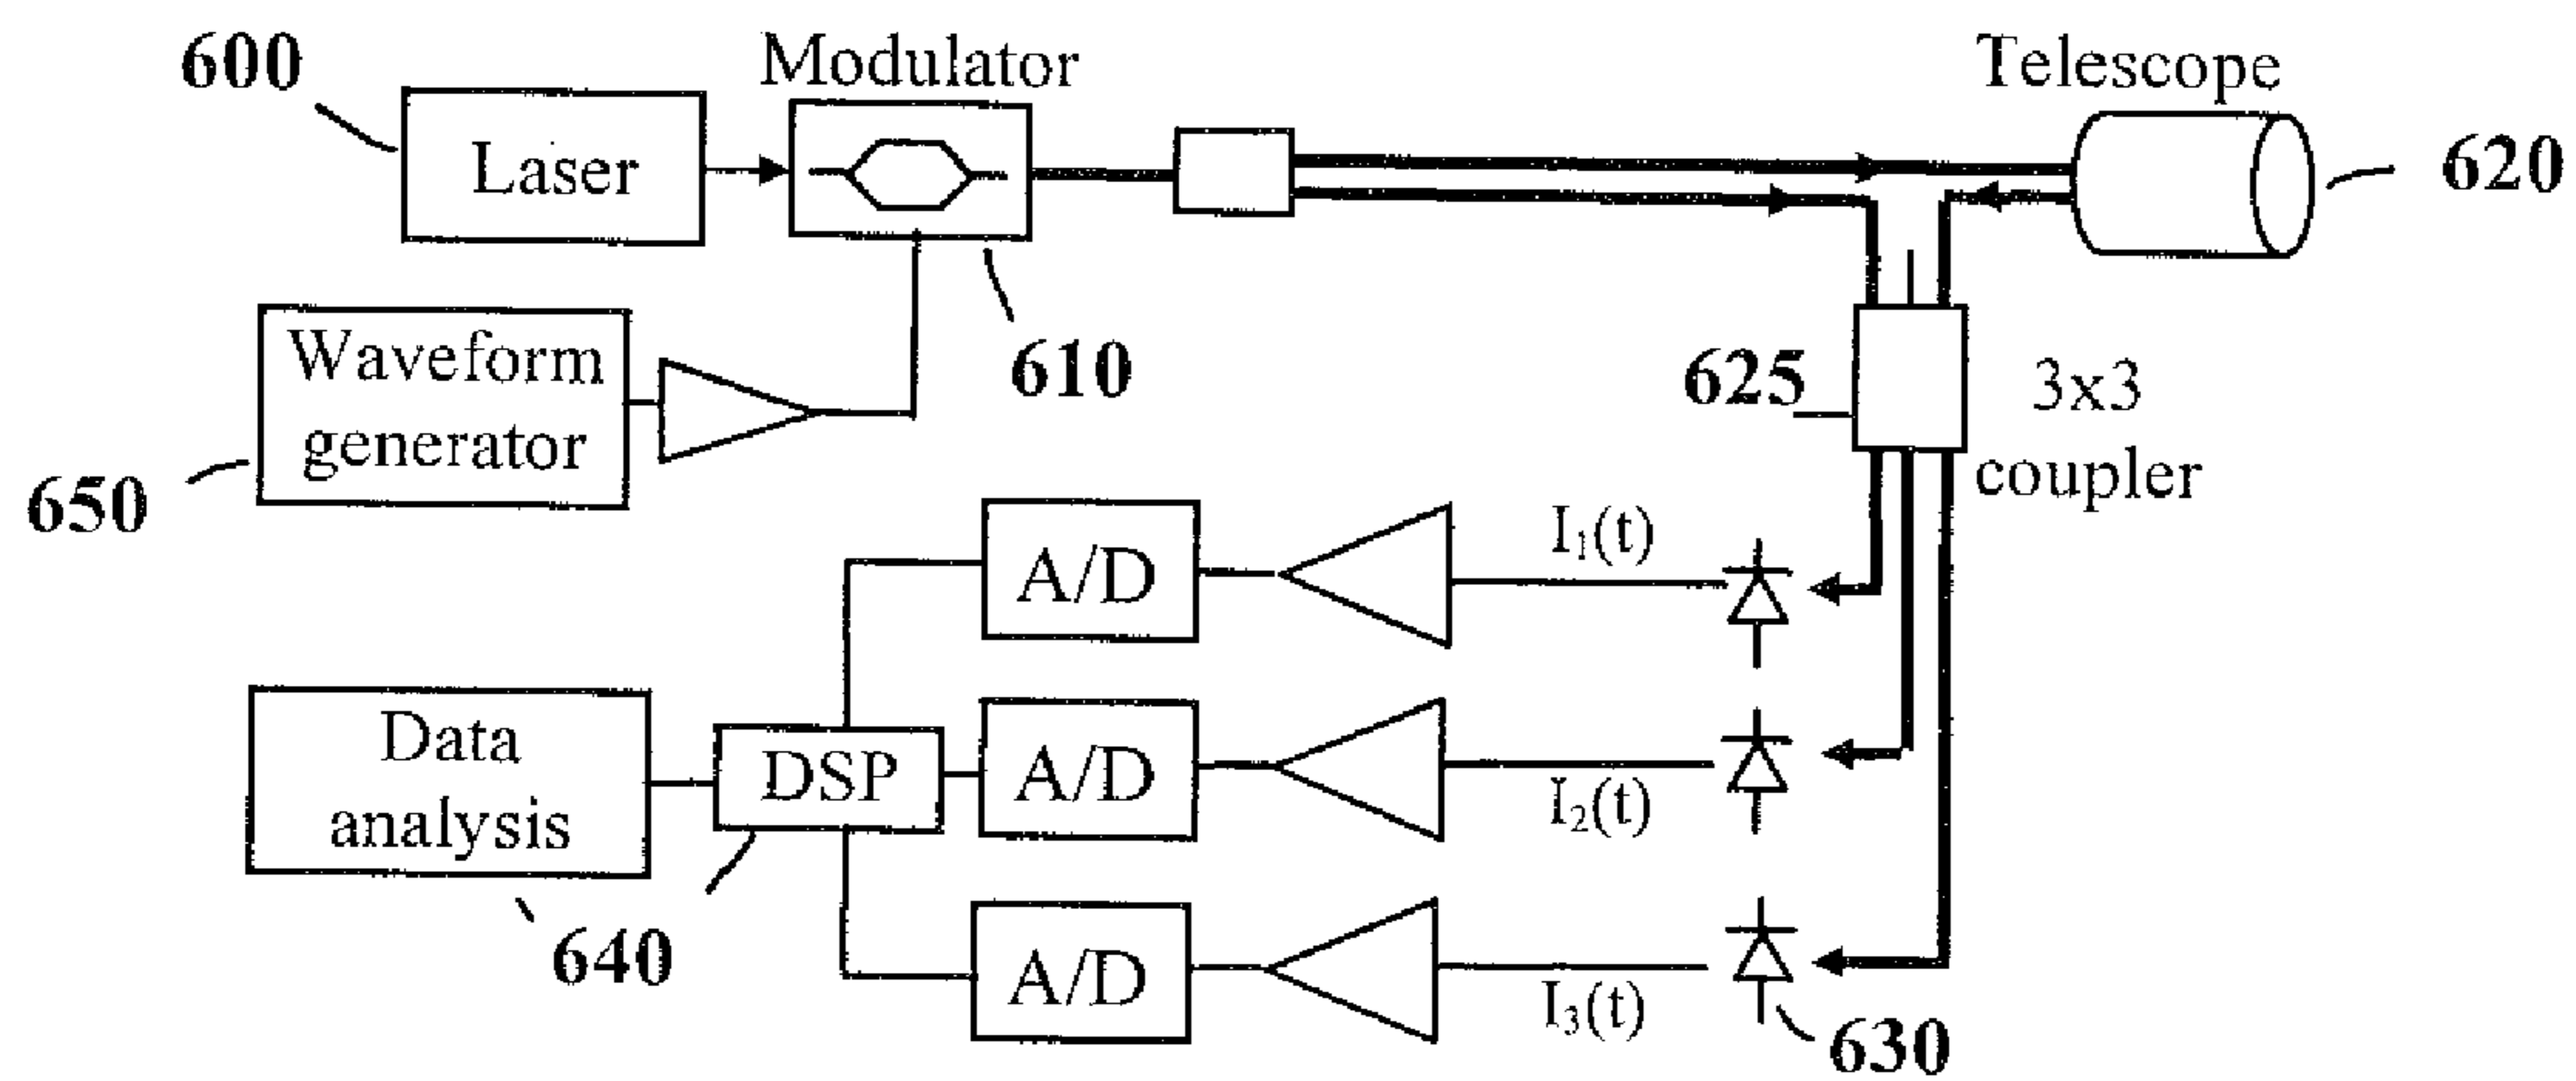 600
Laser
Modulator
610
Telescope
620
Waveform
generator
650
625
3x3
coupler
A/D
I₁(t)
Data
analysis
DSP
640
A/D
I₂(t)
A/D
I₃(t)
630